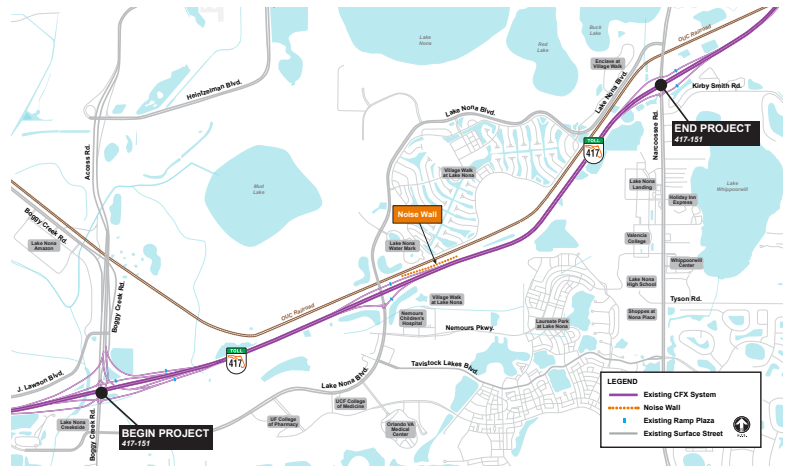 Lake
Nona
Buck
Lake
Red
Lake
OUC Railroad
Enclave at
Village Walk
Lake Nona Blvd.
Kirby Smith Rd.
Heintzelman Blvd.
Lake Nona Blvd.
END PROJECT
417-151
Narcoossee Rd.
TOLL
417
Access Rd.
Village Walk
at Lake Nona
Lake Nona
Landing
Lake
Whippoorwill
Mud
Lake
Holiday Inn
Express
Noise Wall
Boggy Creek Rd.
Lake Nona
Amazon
Lake Nona
Water Mark
Valencia
College
Whippoorwill
Center
Lake Nona
High School
Boggy Creek Rd.
OUC Railroad
Village Walk
at Lake Nona
Tyson Rd.
Nemours
Children's
Hospital
Nemours Pkwy.
Laureate Park
at Lake Nona
Shoppes at
Nona Place
TOLL
417
Tavistock Lakes Blvd.
J. Lawson Blvd.
Lake Nona Blvd.
LEGEND
Existing CFX System
Noise Wall
Existing Ramp Plaza
Existing Surface Street
UCF College
of Medicine
UF College
of Pharmacy
Orlando VA
Medical
Center
Lake Nona
Creekside
Boggy Creek Rd.
BEGIN PROJECT
417-151